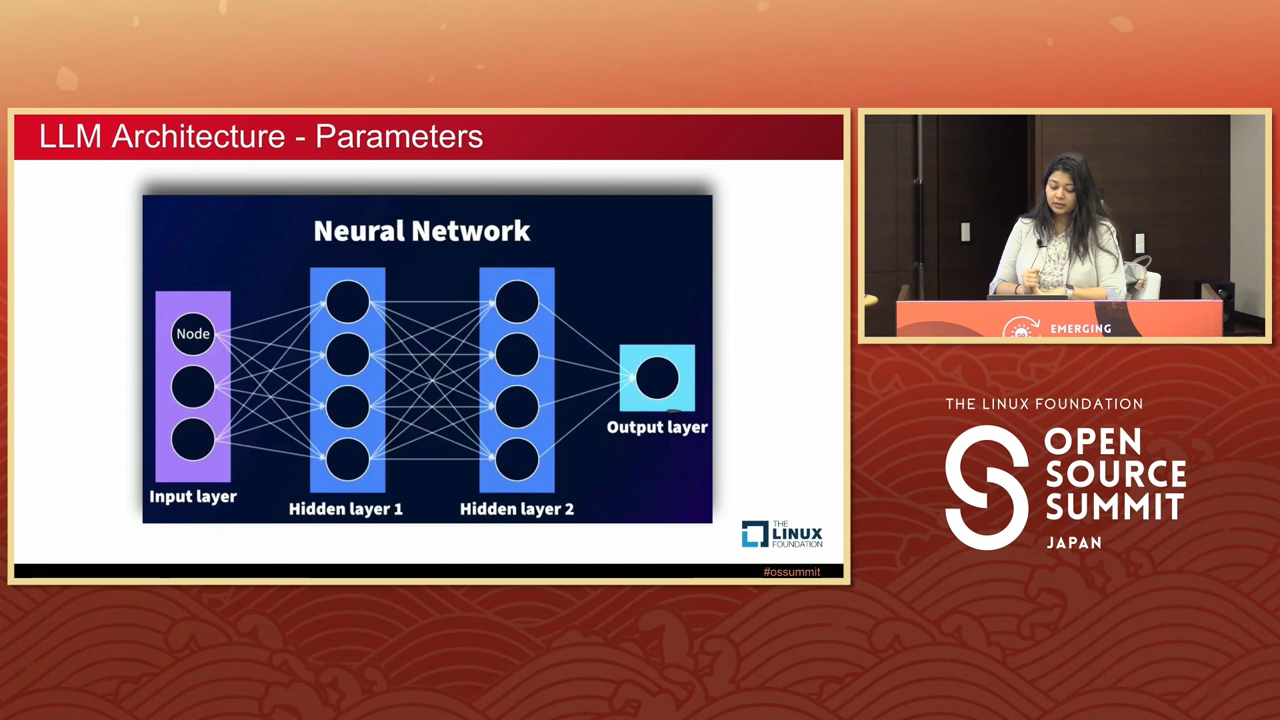 LLM Architecture - Parameters
Neural Network
Node
Input layer
Hidden layer 1
Hidden layer 2
Output layer
THE
LINUX
FOUNDATION
#ossummit
EMERGING
THE LINUX FOUNDATION
OPEN
SOURCE
SUMMIT
JAPAN